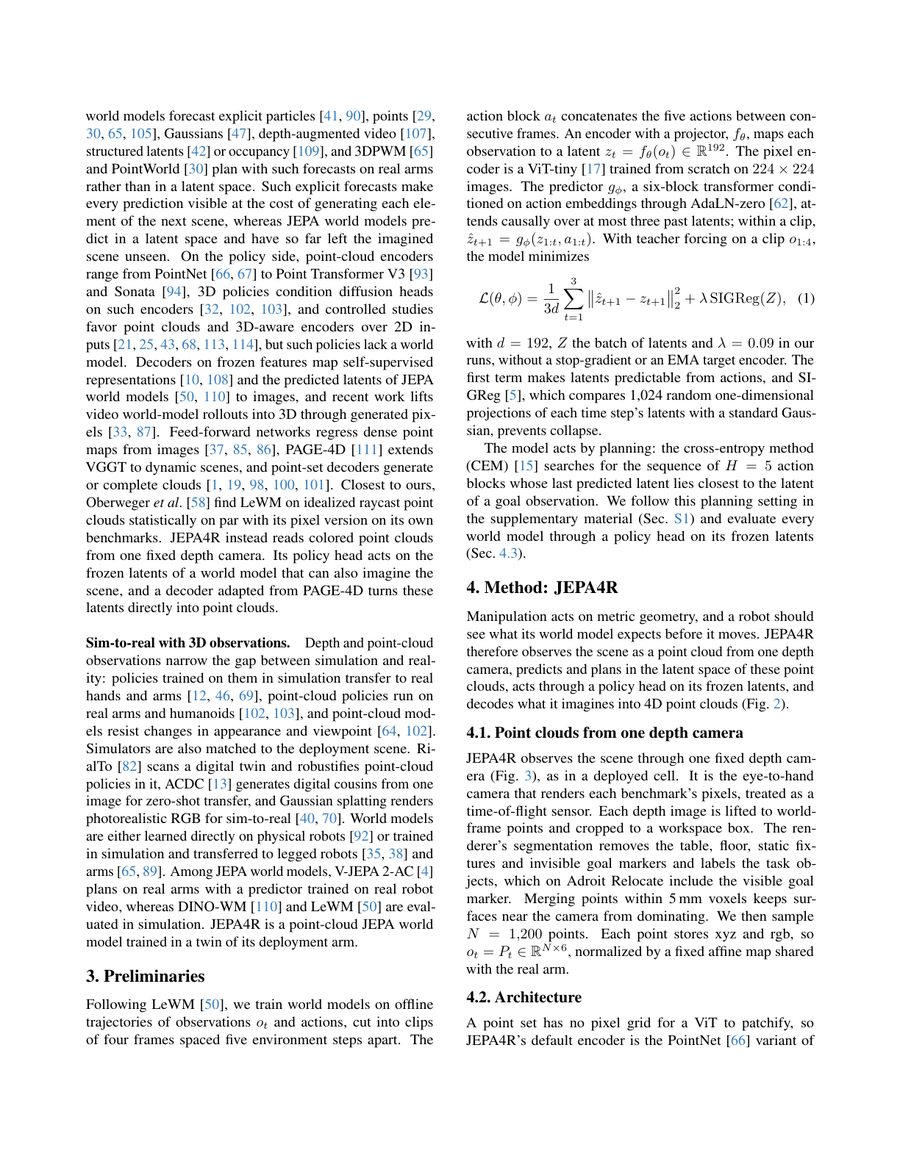 world models forecast explicit particles [41, 90], points [29,
30, 65, 105], Gaussians [47], depth-augmented video [107],
structured latents [42] or occupancy [109], and 3DPWM [65]
and PointWorld [30] plan with such forecasts on real arms
rather than in a latent space. Such explicit forecasts make
every prediction visible at the cost of generating each ele-
ment of the next scene, whereas JEPA world models pre-
dict in a latent space and have so far left the imagined
scene unseen. On the policy side, point-cloud encoders
range from PointNet [66, 67] to Point Transformer V3 [93]
and Sonata [94], 3D policies condition diffusion heads
on such encoders [32, 102, 103], and controlled studies
favor point clouds and 3D-aware encoders over 2D in-
puts [21, 25, 43, 68, 113, 114], but such policies lack a world
model. Decoders on frozen features map self-supervised
representations [10, 108] and the predicted latents of JEPA
world models [50, 110] to images, and recent work lifts
video world-model rollouts into 3D through generated pix-
els [33, 87]. Feed-forward networks regress dense point
maps from images [37, 85, 86], PAGE-4D [111] extends
VGGT to dynamic scenes, and point-set decoders generate
or complete clouds [1, 19, 98, 100, 101]. Closest to ours,
Oberweger et al. [58] find LeWM on idealized raycast point
clouds statistically on par with its pixel version on its own
benchmarks. JEPA4R instead reads colored point clouds
from one fixed depth camera. Its policy head acts on the
frozen latents of a world model that can also imagine the
scene, and a decoder adapted from PAGE-4D turns these
latents directly into point clouds.
Sim-to-real with 3D observations. Depth and point-cloud
observations narrow the gap between simulation and real-
ity: policies trained on them in simulation transfer to real
hands and arms [12, 46, 69], point-cloud policies run on
real arms and humanoids [102, 103], and point-cloud mod-
els resist changes in appearance and viewpoint [64, 102].
Simulators are also matched to the deployment scene. Ri-
alTo [82] scans a digital twin and robustifies point-cloud
policies in it, ACDC [13] generates digital cousins from one
image for zero-shot transfer, and Gaussian splatting renders
photorealistic RGB for sim-to-real [40, 70]. World models
are either learned directly on physical robots [92] or trained
in simulation and transferred to legged robots [35, 38] and
arms [65, 89]. Among JEPA world models, V-JEPA 2-AC [4]
plans on real arms with a predictor trained on real robot
video, whereas DINO-WM [110] and LeWM [50] are eval-
uated in simulation. JEPA4R is a point-cloud JEPA world
model trained in a twin of its deployment arm.
3. Preliminaries
Following LeWM [50], we train world models on offline
trajectories of observations oₜ and actions, cut into clips
of four frames spaced five environment steps apart. The
action block aₜ concatenates the five actions between con-
secutive frames. An encoder with a projector, f_θ, maps each
observation to a latent zₜ = f_θ(oₜ) ∈ ℝ¹⁹². The pixel en-
coder is a ViT-tiny [17] trained from scratch on 224 × 224
images. The predictor g_ϕ, a six-block transformer condi-
tioned on action embeddings through AdaLN-zero [62], at-
tends causally over at most three past latents; within a clip,
ẑₜ₊₁ = g_ϕ(z₁:ₜ, a₁:ₜ). With teacher forcing on a clip o₁:₄,
the model minimizes
L(θ, ϕ) = 1/3d ∑_{t=1}^{3} ‖ẑₜ₊₁ − zₜ₊₁‖₂² + λ SIGReg(Z), (1)
with d = 192, Z the batch of latents and λ = 0.09 in our
runs, without a stop-gradient or an EMA target encoder. The
first term makes latents predictable from actions, and SI-
GReg [5], which compares 1,024 random one-dimensional
projections of each time step's latents with a standard Gaus-
sian, prevents collapse.
The model acts by planning: the cross-entropy method
(CEM) [15] searches for the sequence of H = 5 action
blocks whose last predicted latent lies closest to the latent
of a goal observation. We follow this planning setting in
the supplementary material (Sec. S1) and evaluate every
world model through a policy head on its frozen latents
(Sec. 4.3).
4. Method: JEPA4R
Manipulation acts on metric geometry, and a robot should
see what its world model expects before it moves. JEPA4R
therefore observes the scene as a point cloud from one depth
camera, predicts and plans in the latent space of these point
clouds, acts through a policy head on its frozen latents, and
decodes what it imagines into 4D point clouds (Fig. 2).
4.1. Point clouds from one depth camera
JEPA4R observes the scene through one fixed depth cam-
era (Fig. 3), as in a deployed cell. It is the eye-to-hand
camera that renders each benchmark's pixels, treated as a
time-of-flight sensor. Each depth image is lifted to world-
frame points and cropped to a workspace box. The ren-
derer's segmentation removes the table, floor, static fix-
tures and invisible goal markers and labels the task ob-
jects, which on Adroit Relocate include the visible goal
marker. Merging points within 5 mm voxels keeps sur-
faces near the camera from dominating. We then sample
N = 1,200 points. Each point stores xyz and rgb, so
oₜ = Pₜ ∈ ℝᴺˣ⁶, normalized by a fixed affine map shared
with the real arm.
4.2. Architecture
A point set has no pixel grid for a ViT to patchify, so
JEPA4R's default encoder is the PointNet [66] variant of